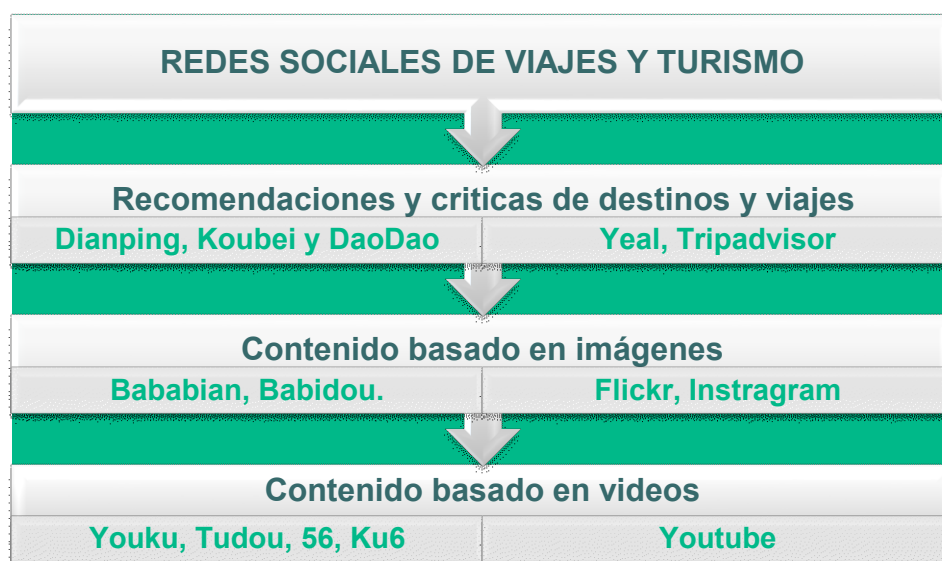 REDES SOCIALES DE VIAJES Y TURISMO
Recomendaciones y criticas de destinos y viajes
Dianping, Koubei y DaoDao
Yeal, Tripadvisor
Contenido basado en imágenes
Bababian, Babidou.
Flickr, Instragram
Contenido basado en videos
Youku, Tudou, 56, Ku6
Youtube